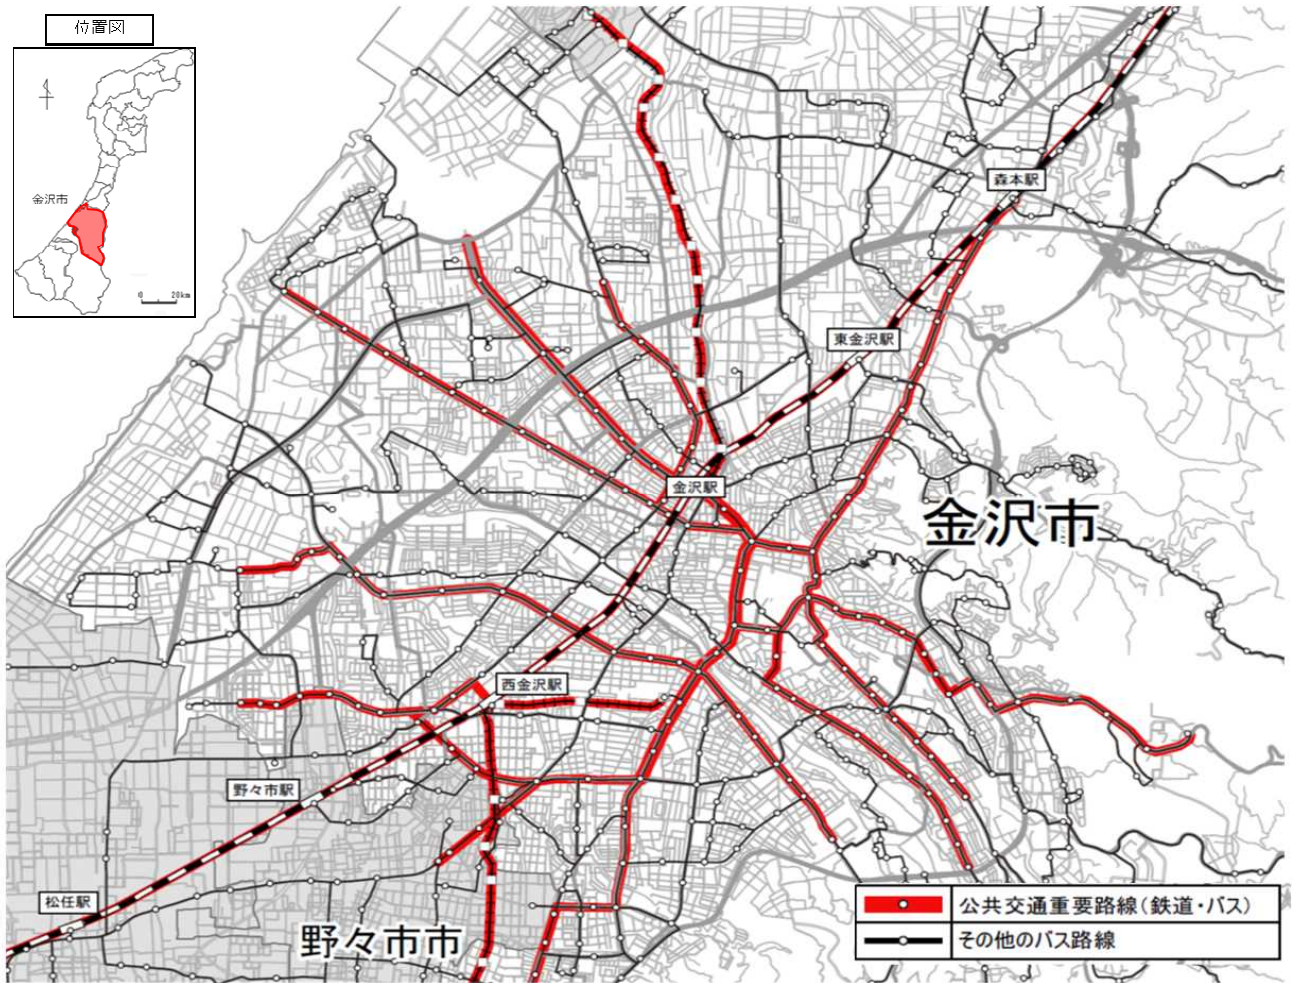 位置図
金沢市
0 20km
森本駅
東金沢駅
金沢駅
金沢市
西金沢駅
野々市駅
松任駅
野々市市
公共交通重要路線(鉄道・バス)
その他のバス路線